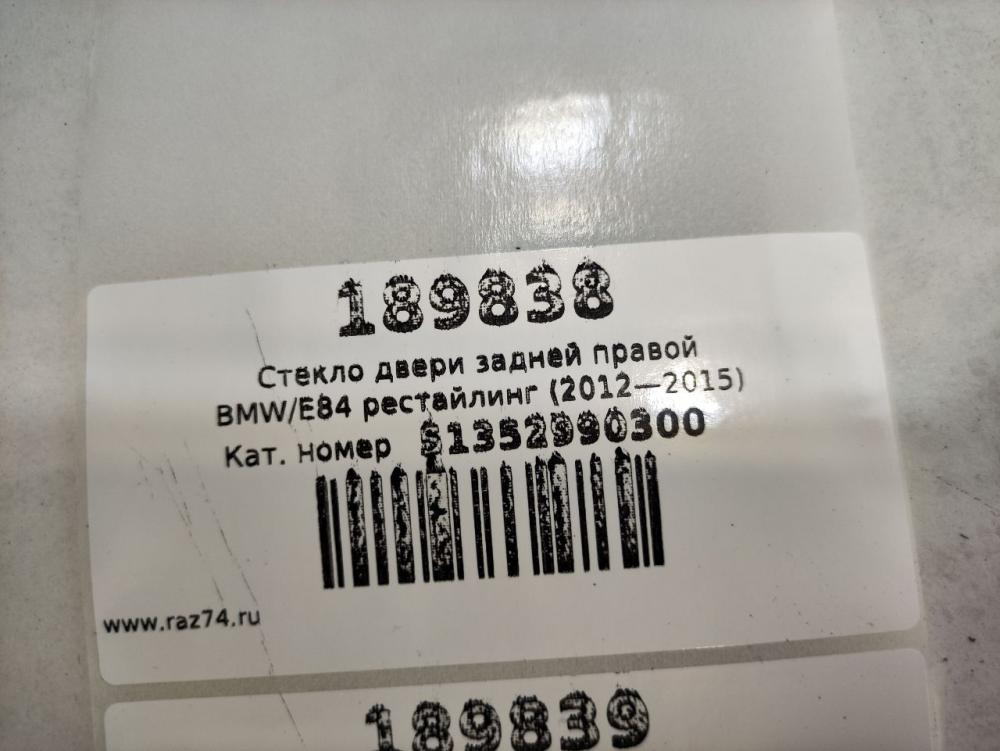 189838
Стекло двери задней правой
BMW/E84 рестайлинг (2012—2015)
Кат. номер 51352990300
www.raz74.ru
189839